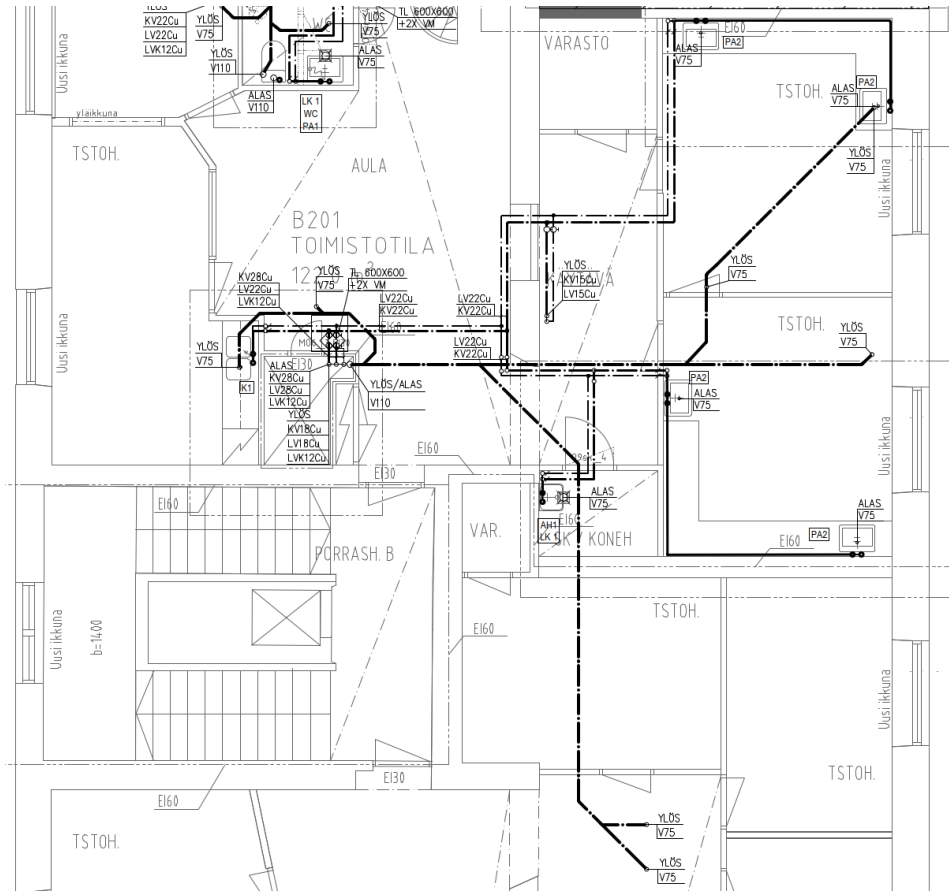 YLÖS
KV22Cu
LV22Cu
LVK12Cu
YLÖS
V75
YLÖS
V75
TL 600X600
+2X VM
ALAS
V75
YLÖS
V110
ALAS
V110
LK 1
WC
PA1
Uusi ikkuna
yläikkuna
TSTOH.
AULA
VARASTO
EI60
ALAS
V75
PA2
TSTOH.
PA2
ALAS
V75
YLÖS
V75
Uusi ikkuna
B201
TOIMISTOTILA
KV28Cu
LV22Cu
LVK12Cu
YLÖS
V75
TL 600X600
+2X VM
LV22Cu
KV22Cu
EI60
LV22Cu
KV22Cu
YLÖS
KV15Cu
LV15Cu
YLÖS
V75
TSTOH.
YLÖS
V75
LV22Cu
KV22Cu
YLÖS
V75
EI30
ALAS
KV28Cu
LV28Cu
LVK12Cu
YLÖS
KV18Cu
LV18Cu
LVK12Cu
YLÖS/ALAS
V110
PA2
ALAS
V75
Uusi ikkuna
Uusi ikkuna
EI60
EI30
EI60
ALAS
V75
AH1
LK 1
EI60
VAR.
KONEH
ALAS
V75
PA2
EI60
PORRASH. B
Uusi ikkuna
b=1400
EI60
TSTOH.
Uusi ikkuna
EI30
EI60
TSTOH.
TSTOH.
YLÖS
V75
YLÖS
V75